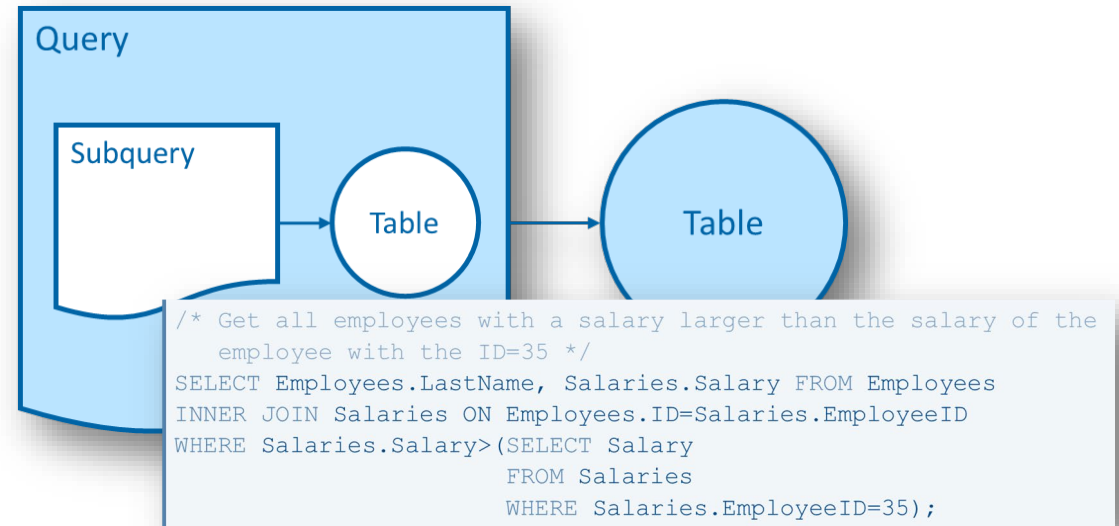 Query
Subquery
Table
Table
/* Get all employees with a salary larger than the salary of the
employee with the ID=35 */
SELECT Employees.LastName, Salaries.Salary FROM Employees
INNER JOIN Salaries ON Employees.ID=Salaries.EmployeeID
WHERE Salaries.Salary>(SELECT Salary
FROM Salaries
WHERE Salaries.EmployeeID=35);